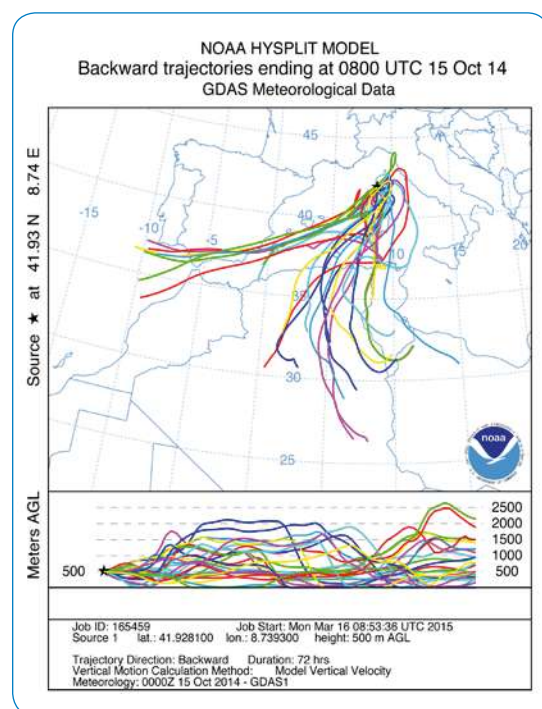 NOAA HYSPLIT MODEL
Backward trajectories ending at 0800 UTC 15 Oct 14
GDAS Meteorological Data
Source ★ at 41.93 N 8.74 E
45
-15
-10
-5
40
35
30
25
10
15
20
noaa
Meters AGL
500
2500
2000
1500
1000
500
Job ID: 165459 Job Start: Mon Mar 16 08:53:36 UTC 2015
Source 1 lat.: 41.928100 lon.: 8.739300 height: 500 m AGL
Trajectory Direction: Backward Duration: 72 hrs
Vertical Motion Calculation Method: Model Vertical Velocity
Meteorology: 0000Z 15 Oct 2014 - GDAS1